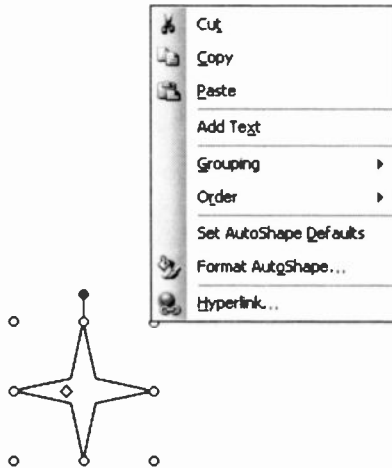 Cut
Copy
Paste
Add Text
Grouping
Order
Set AutoShape Defaults
Format AutoShape...
Hyperlink...